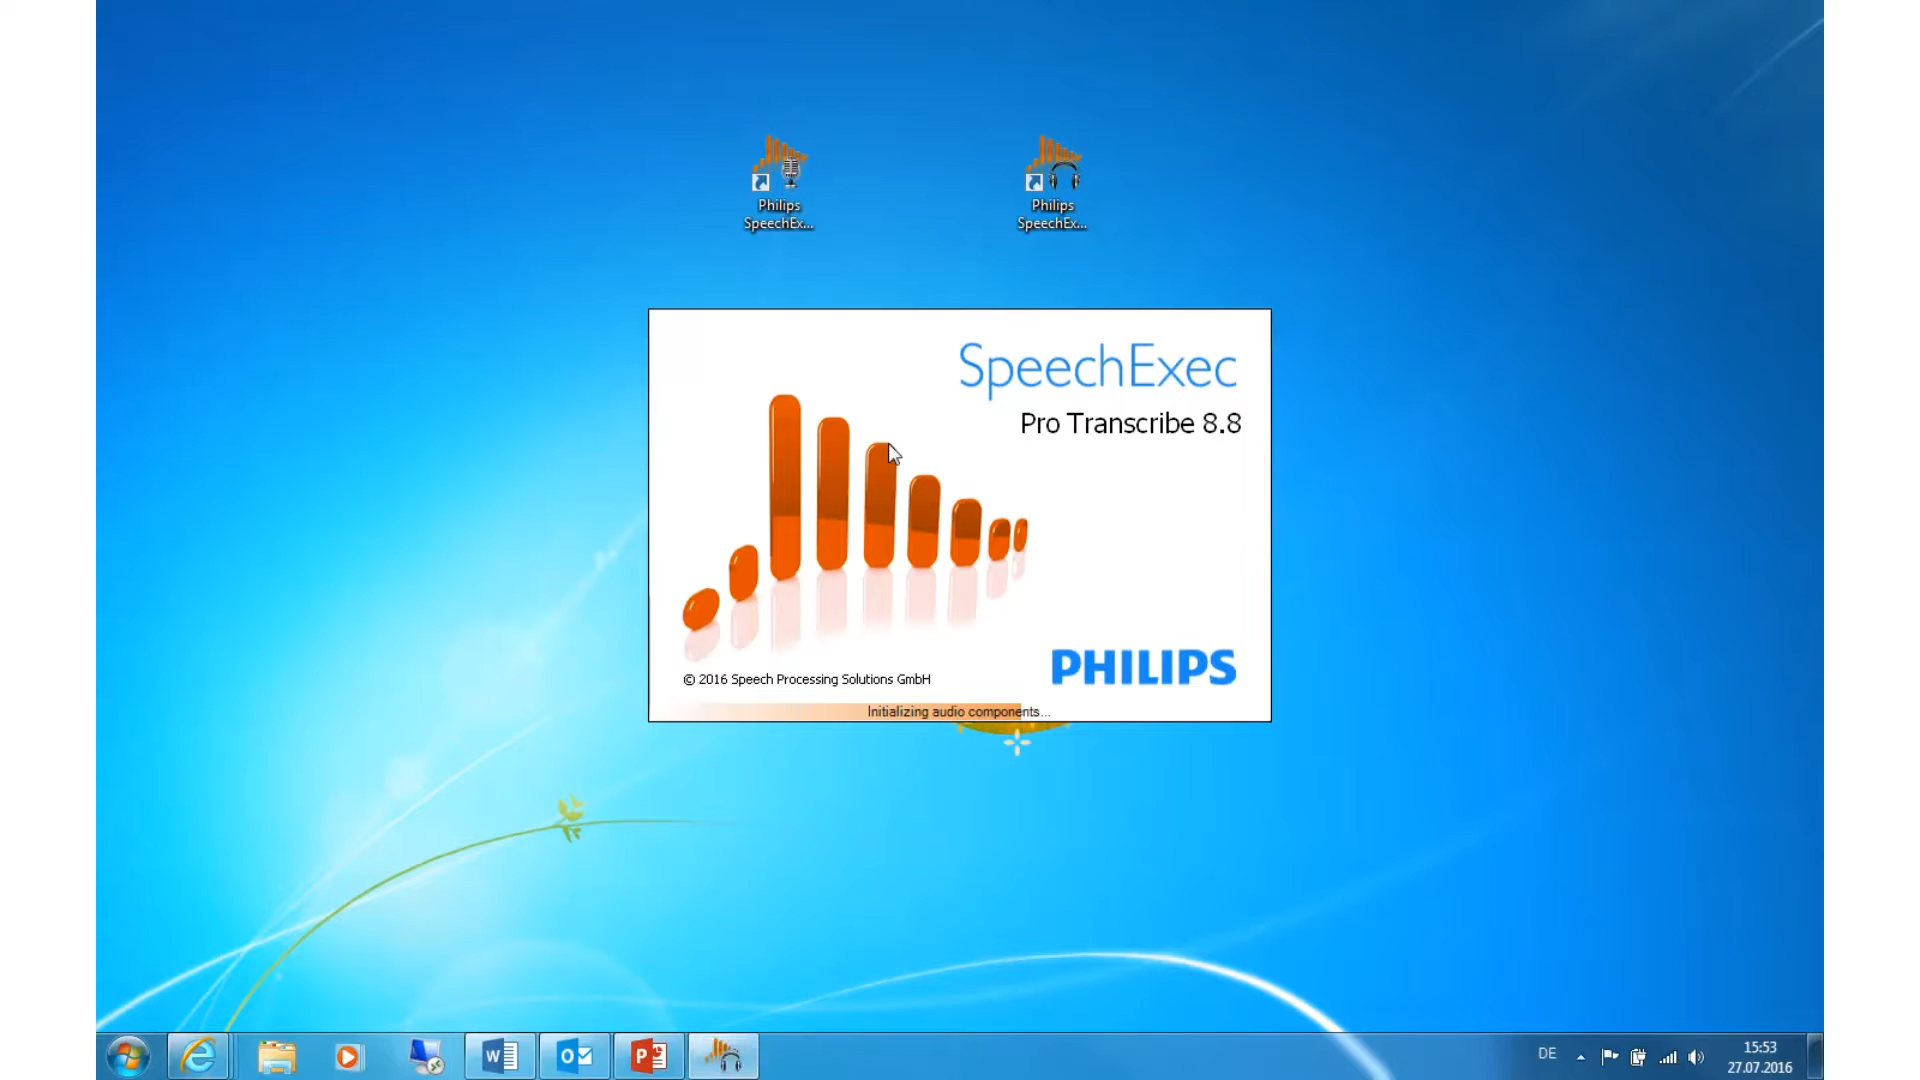 Philips
SpeechEx...
Philips
SpeechEx...
SpeechExec
Pro Transcribe 8.8
PHILIPS
© 2016 Speech Processing Solutions GmbH
Initializing audio components...
DE
15:53
27.07.2016